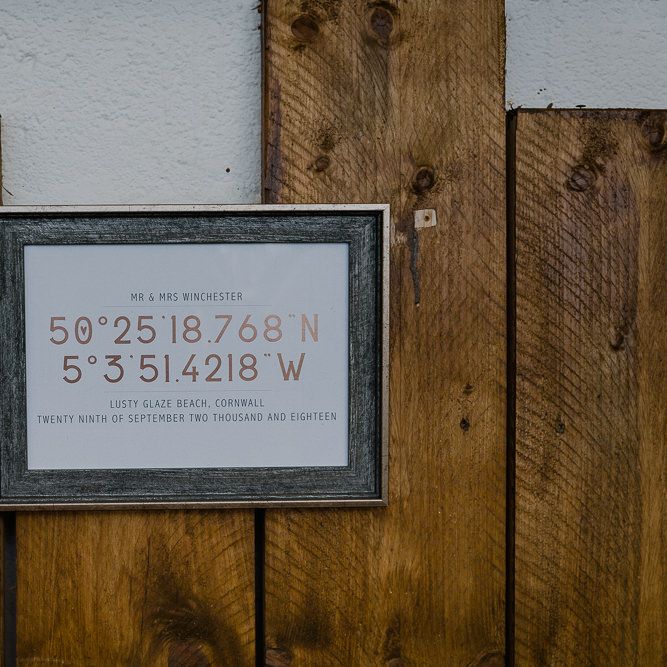 MR & MRS WINCHESTER
50°25'18.768"N
5°3'51.4218"W
LUSTY GLAZE BEACH, CORNWALL
TWENTY NINTH OF SEPTEMBER TWO THOUSAND AND EIGHTEEN